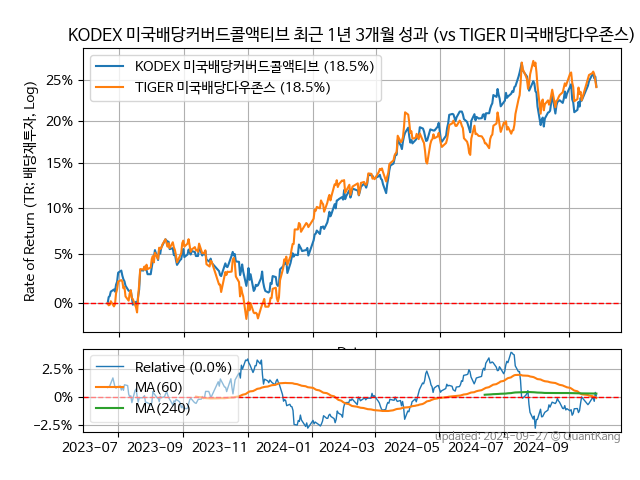 KODEX 미국배당커버드콜액티브 최근 1년 3개월 성과 (vs TIGER 미국배당다우존스)
Rate of Return (TR: 배당재투자, Log)
KODEX 미국배당커버드콜액티브 (18.5%)
TIGER 미국배당다우존스 (18.5%)
25%
20%
15%
10%
5%
0%
Relative (0.0%)
MA(60)
MA(240)
2.5%
0.0%
−2.5%
2023-07 2023-09 2023-11 2024-01 2024-03 2024-05 2024-07 2024-09
Updated: 2024-09-27 © QuantKang